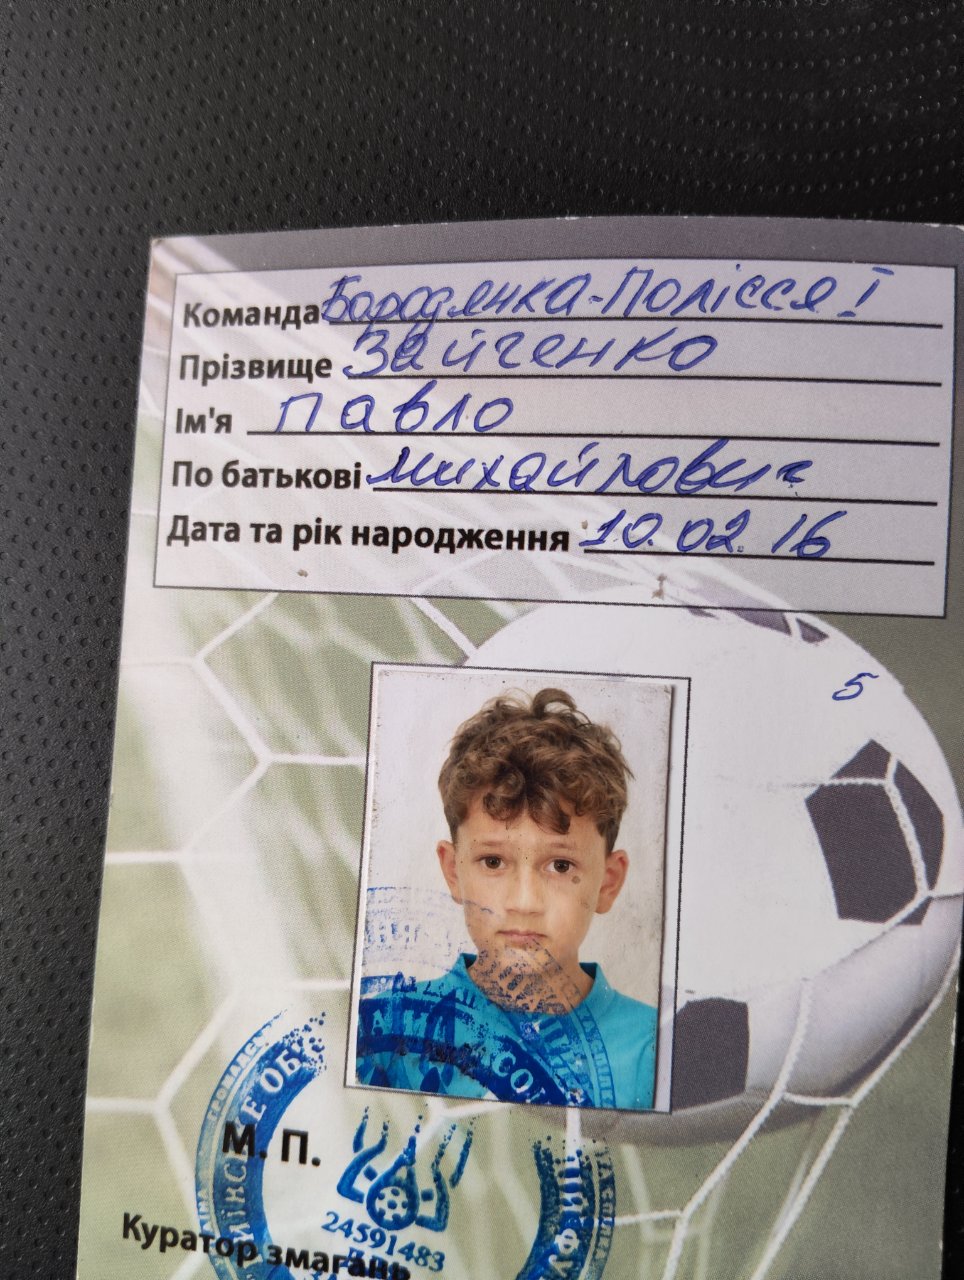 Команда Бородянка-Полісся I
Прізвище Зайченко
Ім'я Павло
По батькові Михайлович
Дата та рік народження 10.02.16
5
М. П.
24591483
Куратор змагань